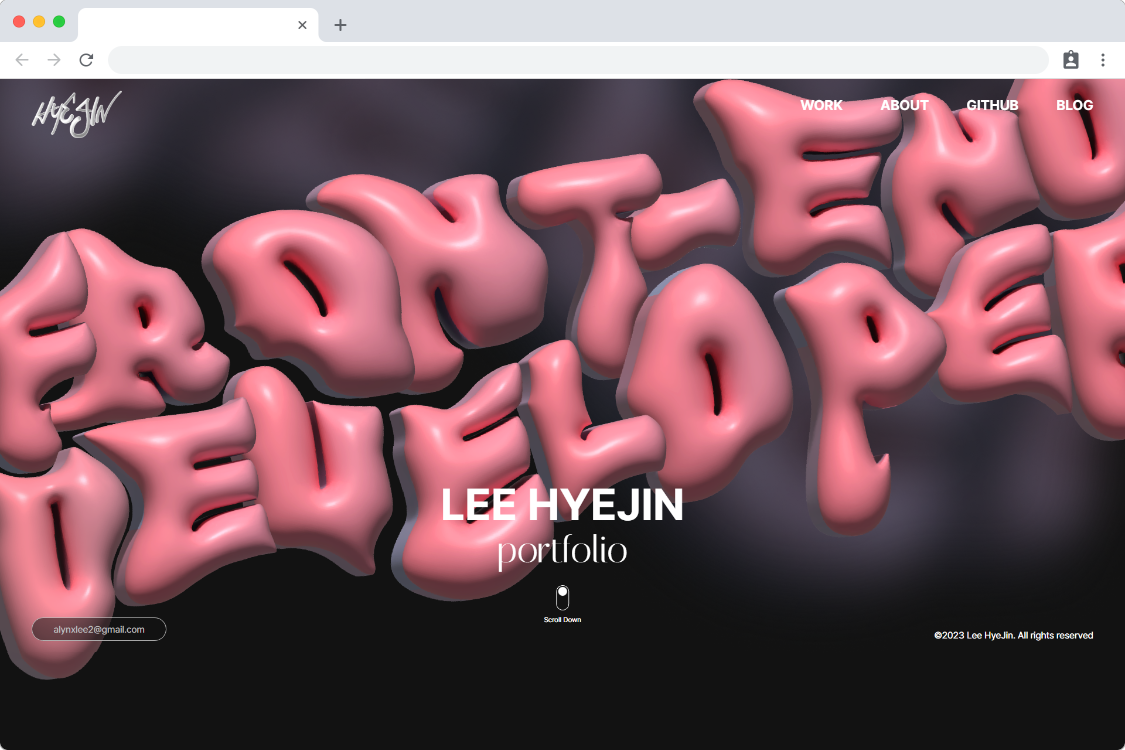 HYEJIN
WORK ABOUT GITHUB BLOG
FRONT-END
DEVELOPER
LEE HYEJIN
portfolio
Scroll Down
alynxlee2@gmail.com
©2023 Lee HyeJin. All rights reserved